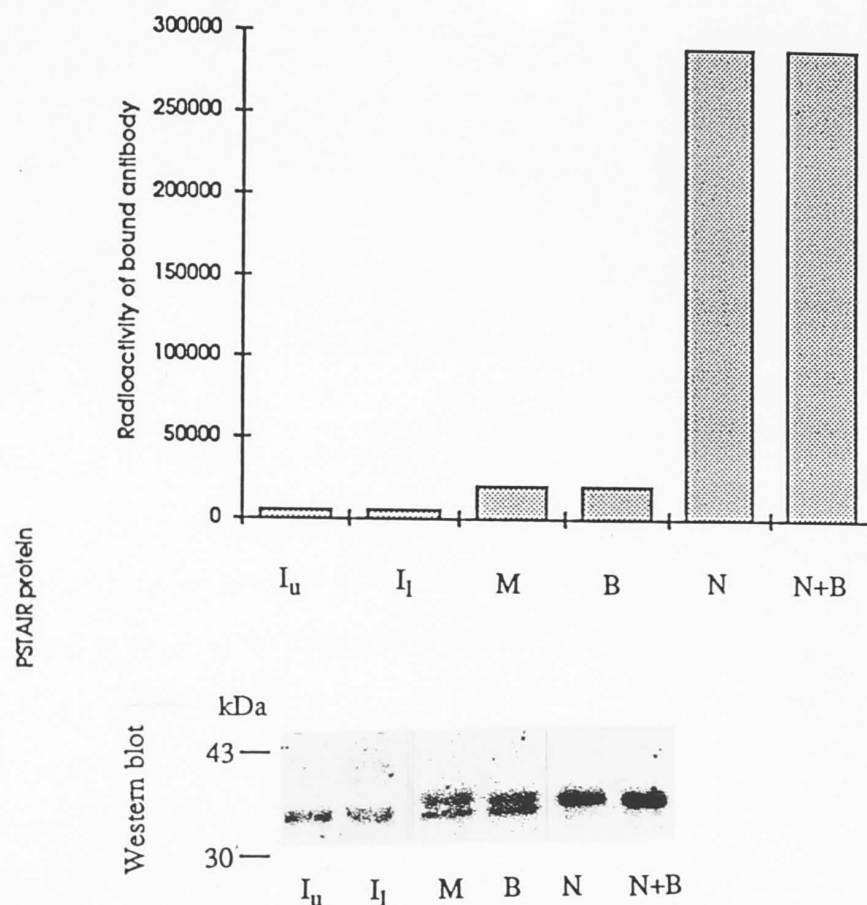 300000
250000
200000
150000
100000
50000
0
Radioactivity of bound antibody
Iu Il M B N N+B
PSTAIR protein
Western blot
kDa
43
30
Iu Il M B N N+B